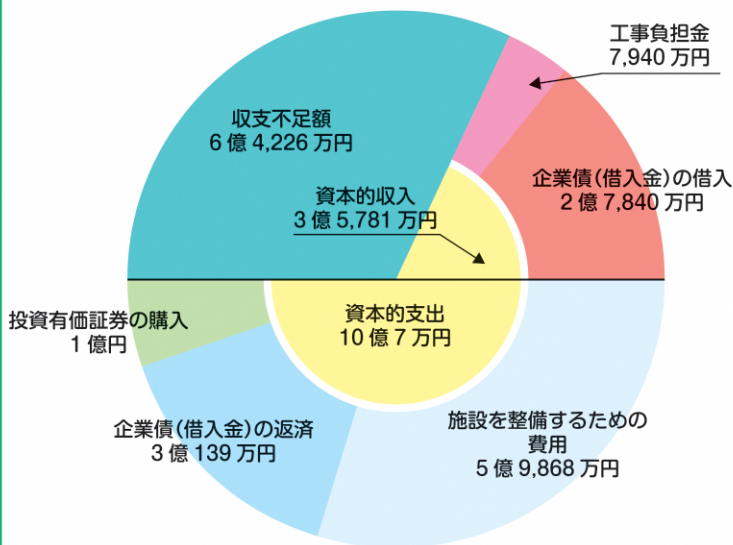 工事負担金
7,940 万円
収支不足額
6 億 4,226 万円
企業債(借入金)の借入
2 億 7,840 万円
資本的収入
3 億 5,781 万円
投資有価証券の購入
1 億円
資本的支出
10 億 7 万円
企業債(借入金)の返済
3 億 139 万円
施設を整備するための
費用
5 億 9,868 万円